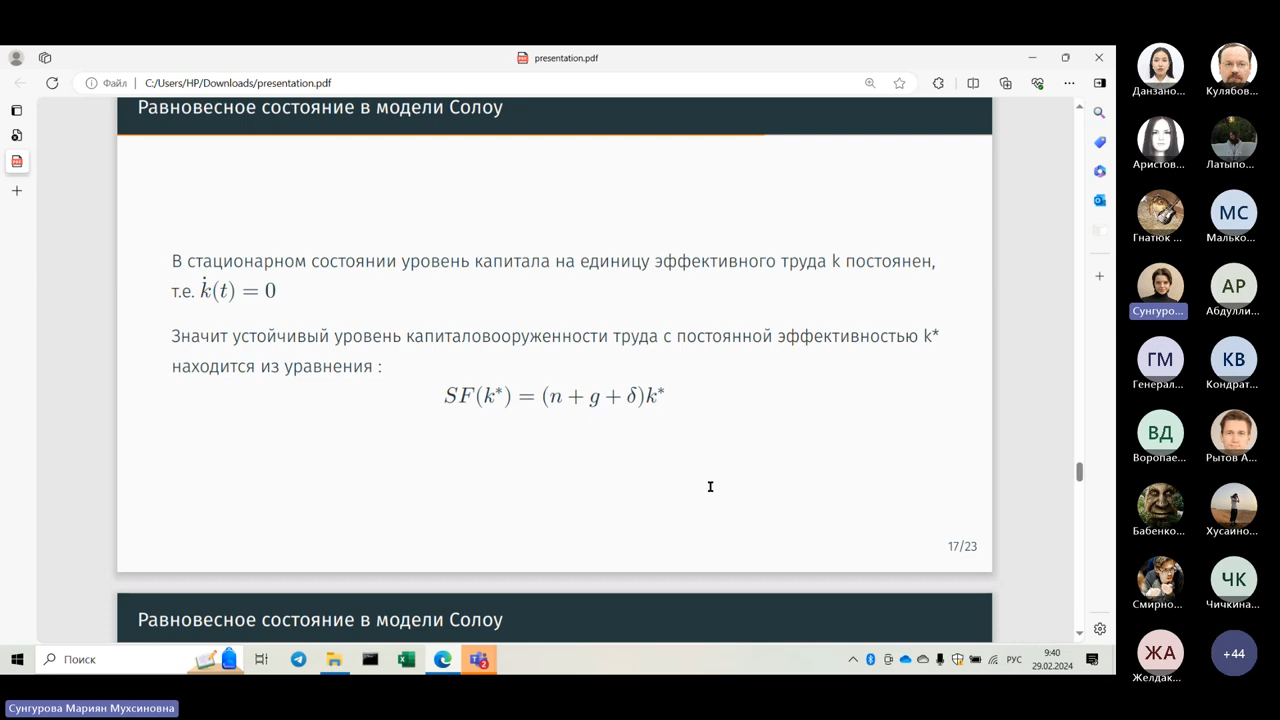 presentation.pdf
Файл
C:/Users/HP/Downloads/presentation.pdf
Равновесное состояние в модели Солоу
В стационарном состоянии уровень капитала на единицу эффективного труда k постоянен,
т.е. k̇(t) = 0
Значит устойчивый уровень капиталовооруженности труда с постоянной эффективностью k*
находится из уравнения :
SF(k*) = (n + g + δ)k*
17/23
Равновесное состояние в модели Солоу
Поиск
РУС
9:40
29.02.2024
Данзано...
Кулябов...
Аристов...
Латыпо...
Гнатюк ...
МС
Малько...
Сунгуро...
АР
Абдулли...
ГМ
Генерал...
КВ
Кондрат...
ВД
Воропае...
Рытов А...
Бабенко...
Хусаино...
Смирно...
ЧК
Чичкина...
ЖА
Желдак...
+44
Сунгурова Мариян Мухсиновна